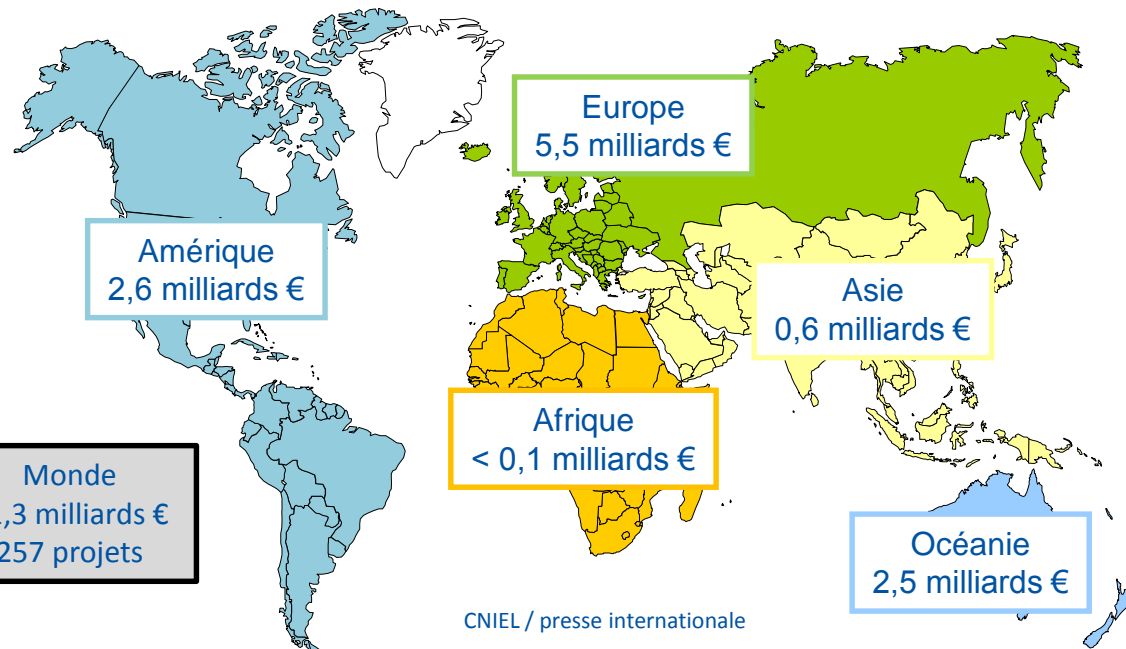 Europe
5,5 milliards €
Amérique
2,6 milliards €
Asie
0,6 milliards €
Afrique
< 0,1 milliards €
Monde
,3 milliards €
257 projets
Océanie
2,5 milliards €
CNIEL / presse internationale